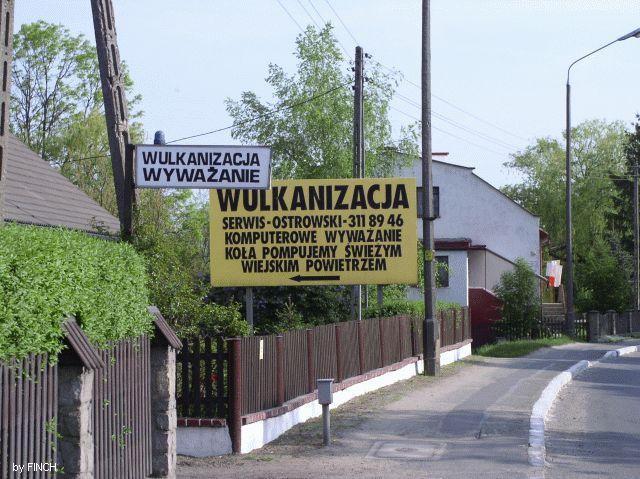 WULKANIZACJA
WYWAŻANIE
WULKANIZACJA
SERWIS-OSTROWSKI-311 89 46
KOMPUTEROWE WYWAŻANIE
KOŁA POMPUJEMY ŚWIEŻYM
WIEJSKIM POWIETRZEM
by FINCH